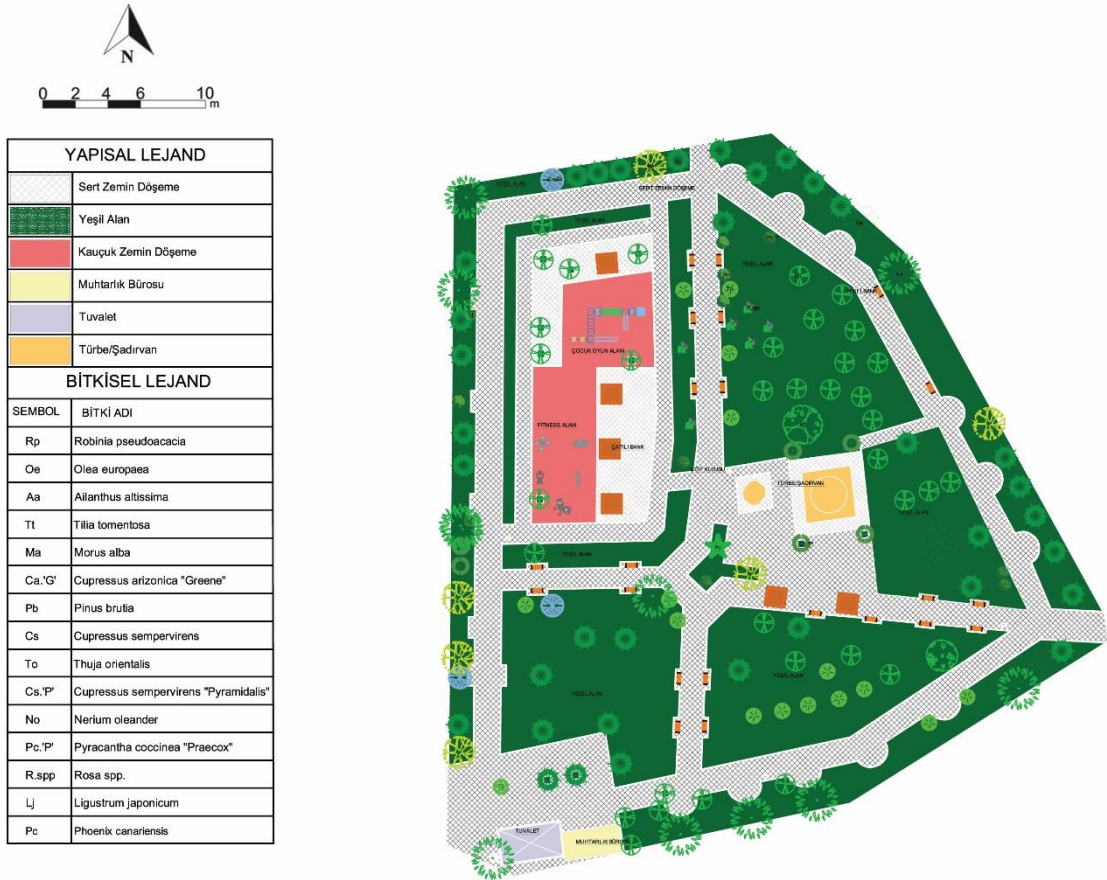 N
0 2 4 6 10
m
YAPISAL LEJAND
Sert Zemin Döşeme
Yeşil Alan
Kauçuk Zemin Döşeme
Muhtarlık Bürosu
Tuvalet
Türbe/Şadırvan
BİTKİSEL LEJAND
SEMBOL BİTKİ ADI
Rp Robinia pseudoacacia
Oe Olea europaea
Aa Ailanthus altissima
Tt Tilia tomentosa
Ma Morus alba
Ca.'G' Cupressus arizonica "Greene"
Pb Pinus brutia
Cs Cupressus sempervirens
To Thuja orientalis
Cs.'P' Cupressus sempervirens "Pyramidalis"
No Nerium oleander
Pc.'P' Pyracantha coccinea "Praecox"
R.spp Rosa spp.
Lj Ligustrum japonicum
Pc Phoenix canariensis
YEŞİL ALAN
SERT ZEMİN DÖŞEME
YEŞİL ALAN
YEŞİL ALAN
ÇOCUK OYUN ALANI
FITNESS ALANI
ÇATILI BANK
TÜRBE/ŞADIRVAN
YEŞİL ALAN
YEŞİL ALAN
YEŞİL ALAN
YEŞİL ALAN
TUVALET
MUHTARLIK BÜROSU